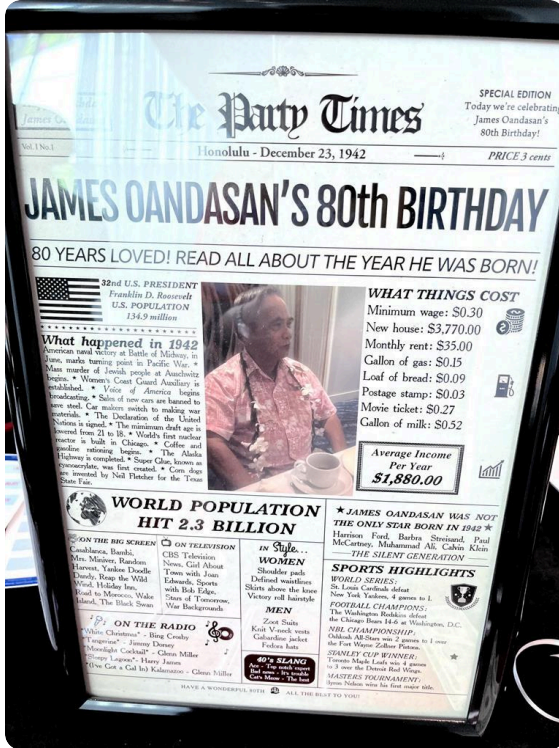 The Party Times
SPECIAL EDITION
Today we're celebrating
James Oandasan's
80th Birthday!
Vol.1 No.1
Honolulu - December 23, 1942
PRICE 3 cents
JAMES OANDASAN'S 80th BIRTHDAY
80 YEARS LOVED! READ ALL ABOUT THE YEAR HE WAS BORN!
32nd U.S. PRESIDENT
Franklin D. Roosevelt
U.S. POPULATION
134.9 million
What happened in 1942
American naval victory at Battle of Midway, in
June, marks turning point in Pacific War. *
Mass murder of Jewish people at Auschwitz
begins. * Women's Coast Guard Auxiliary is
established. * Voice of America begins
broadcasting. * Sales of new cars are banned to
save steel. Car makers switch to making war
materials. * The Declaration of the United
Nations is signed. * The minimum draft age is
lowered from 21 to 18. * World's first nuclear
reactor is built in Chicago. * Coffee and
gasoline rationing begins. * The Alaska
Highway is completed. * Super Glue, known as
cyanoacrylate, was first created. * Corn dogs
are invented by Neil Fletcher for the Texas
State Fair.
WHAT THINGS COST
Minimum wage: $0.30
New house: $3,770.00
Monthly rent: $35.00
Gallon of gas: $0.15
Loaf of bread: $0.09
Postage stamp: $0.03
Movie ticket: $0.27
Gallon of milk: $0.52
Average Income
Per Year
$1,880.00
WORLD POPULATION
HIT 2.3 BILLION
ON THE BIG SCREEN
Casablanca, Bambi,
Mrs. Miniver, Random
Harvest, Yankee Doodle
Dandy, Reap the Wild
Wind, Holiday Inn,
Road to Morocco, Wake
Island, The Black Swan
ON TELEVISION
CBS Television
News, Girl About
Town with Joan
Edwards, Sports
with Bob Edge,
Stars of Tomorrow,
War Backgrounds
IN Style...
WOMEN
Shoulder pads
Defined waistlines
Skirts above the knee
Victory roll hairstyle
MEN
Zoot Suits
Knit V-neck vests
Gabardine jacket
Fedora hats
40's SLANG
Ace - Top notch expert
Bad news - It's trouble
Cat's Meow - The best
ON THE RADIO
"White Christmas" - Bing Crosby
"Tangerine" - Jimmy Dorsey
"Moonlight Cocktail" - Glenn Miller
Harry James
"(I've Got a Gal In) Kalamazoo - Glenn Miller
JAMES OANDASAN WAS NOT
THE ONLY STAR BORN IN 1942
Harrison Ford, Barbra Streisand, Paul
McCartney, Muhammad Ali, Calvin Klein
THE SILENT GENERATION
SPORTS HIGHLIGHTS
WORLD SERIES:
St. Louis Cardinals defeat
New York Yankees, 4 games to 1.
FOOTBALL CHAMPIONS:
The Washington Redskins defeat
the Chicago Bears 14-6 at Washington, D.C.
NBL CHAMPIONSHIP:
Oshkosh All-Stars win 2 games to 1 over
the Fort Wayne Zollner Pistons.
STANLEY CUP WINNER:
Toronto Maple Leafs win 4 games
to 3 over the Detroit Red Wings.
MASTERS TOURNAMENT:
Byron Nelson wins his first major title.
HAVE A WONDERFUL 80TH ALL THE BEST TO YOU!